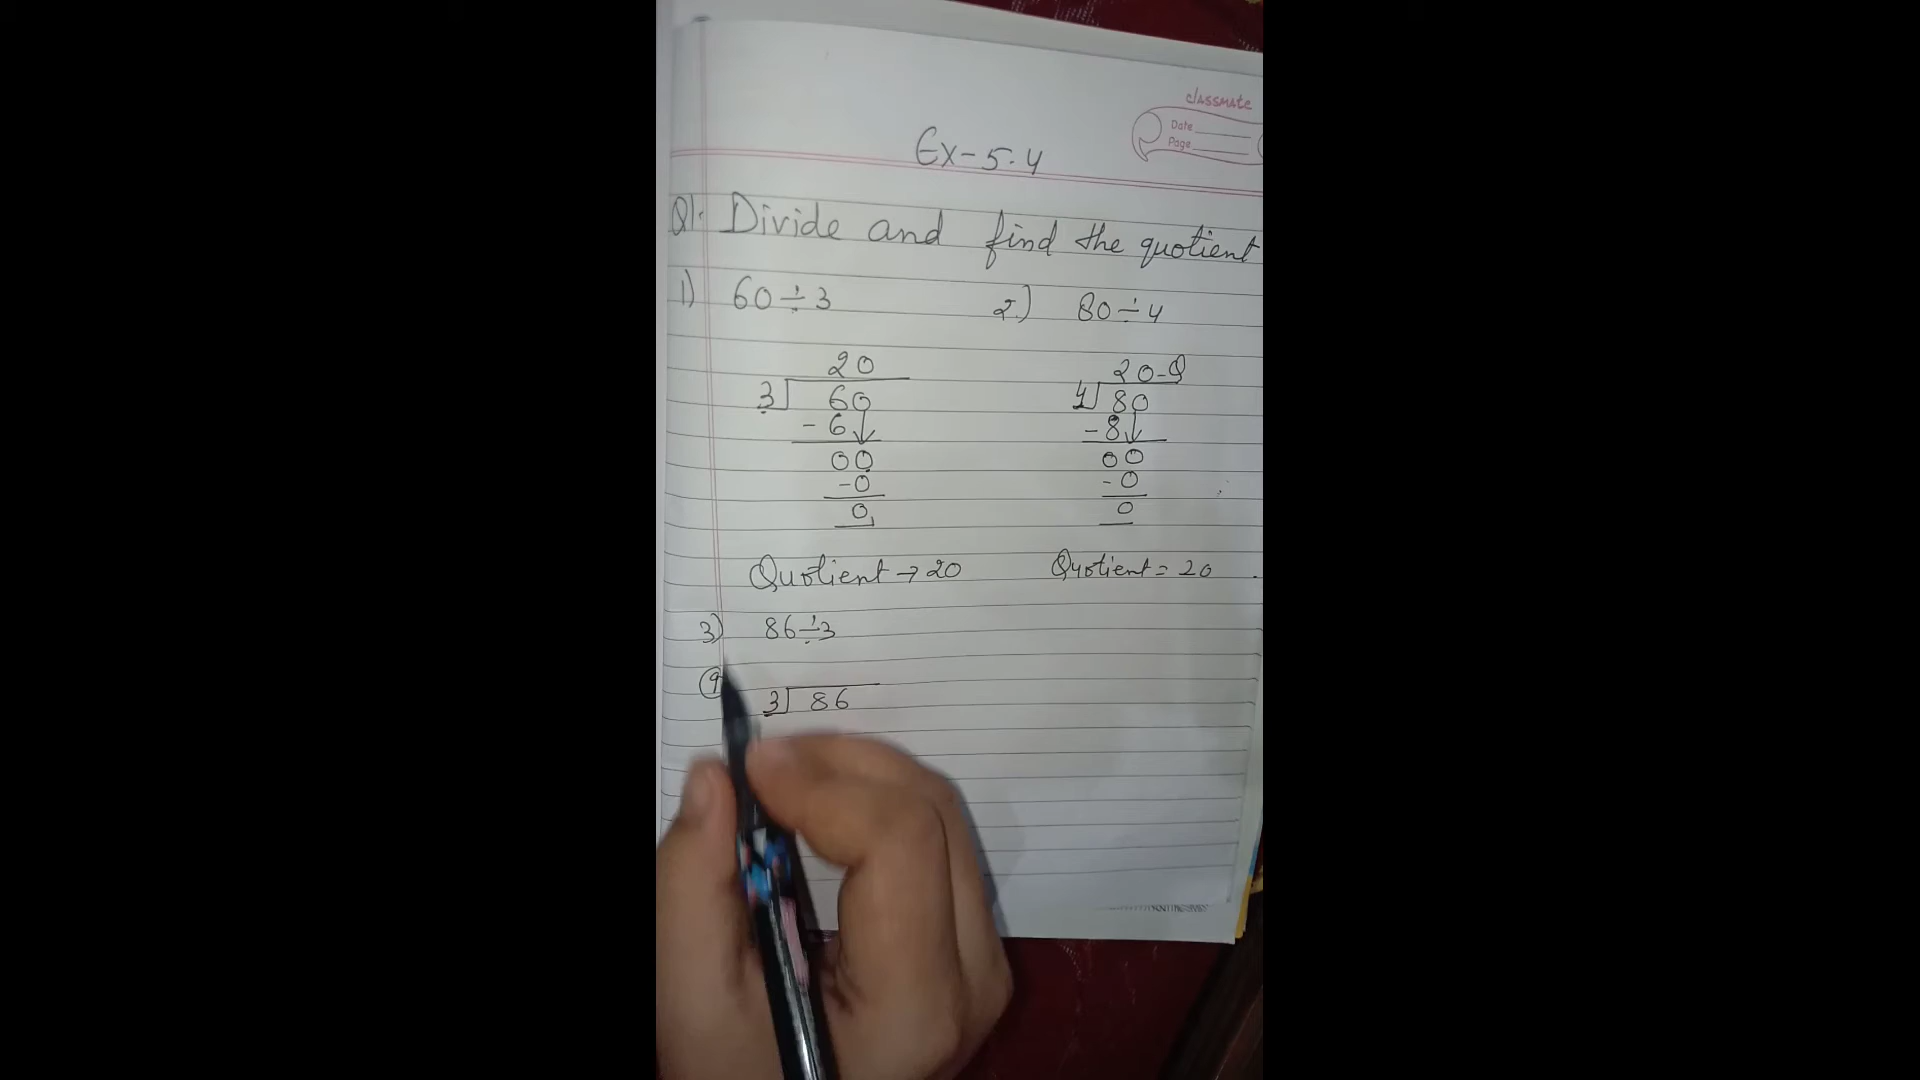 classmate
Date
Page
Ex-5.4
Q1. Divide and find the quotient
1) 60÷3 2.) 80÷4
20 20-Q
3 60 4 80
-6↓ -8↓
00 00
-0 -0
0 0
Quotient → 20 Quotient = 20
3) 86÷3
9
3 86